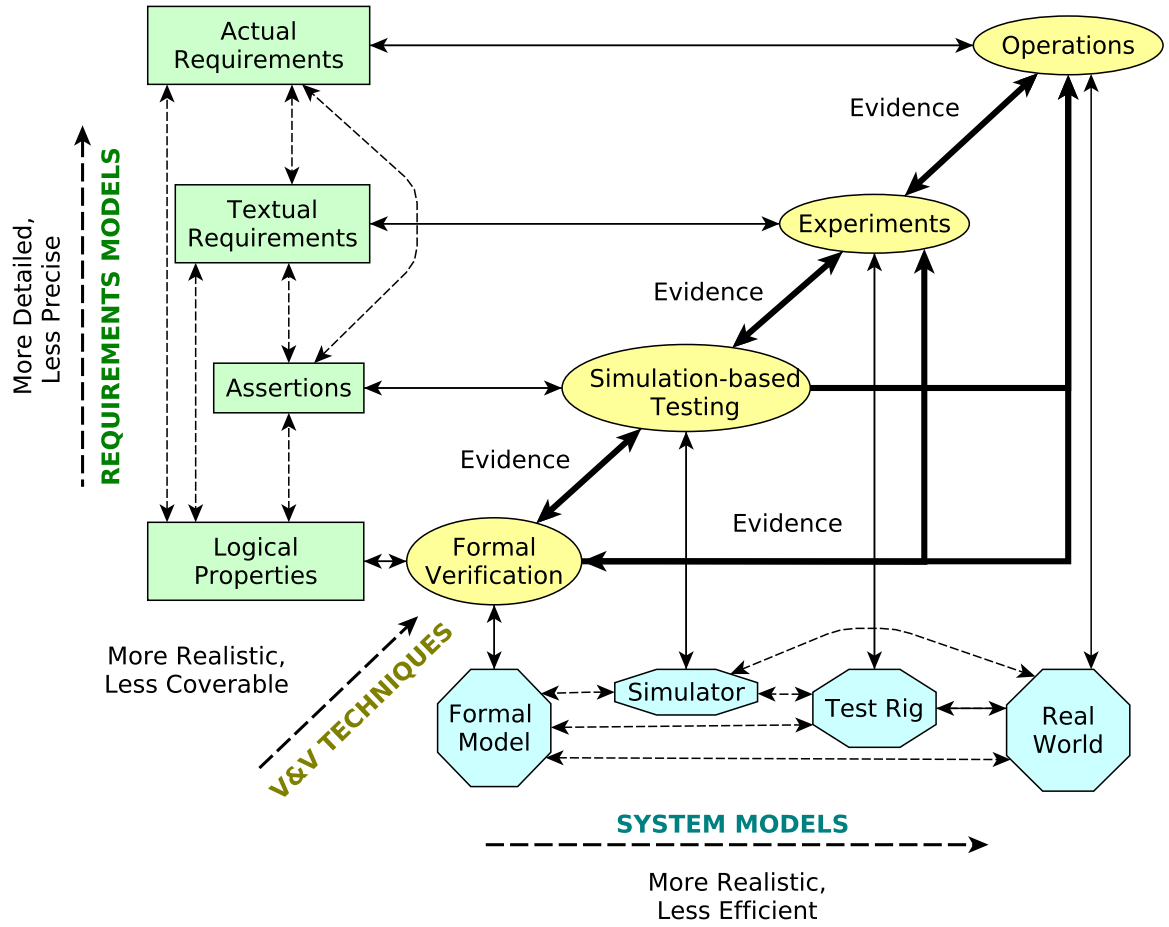 Actual
Requirements
Operations
Evidence
Textual
Requirements
Experiments
More Detailed,
Less Precise
REQUIREMENTS MODELS
Evidence
Assertions
Simulation-based
Testing
Evidence
Evidence
Logical
Properties
Formal
Verification
More Realistic,
Less Coverable
V&V TECHNIQUES
Formal
Model
Simulator
Test Rig
Real
World
SYSTEM MODELS
More Realistic,
Less Efficient